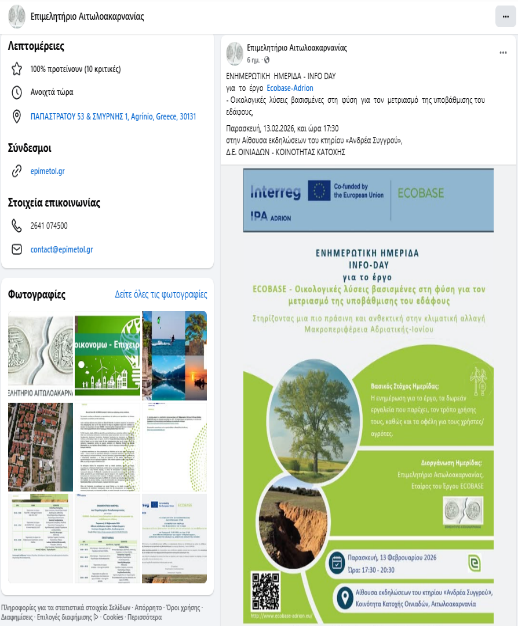 Επιμελητήριο Αιτωλοακαρνανίας
Λεπτομέρειες
100% προτείνουν (10 κριτικές)
Ανοιχτά τώρα
ΠΑΠΑΣΤΡΑΤΟΥ 53 & ΣΜΥΡΝΗΣ 1, Agrinio, Greece, 30131
Σύνδεσμοι
epimetol.gr
Στοιχεία επικοινωνίας
2641 074500
contact@epimetol.gr
Φωτογραφίες
Δείτε όλες τις φωτογραφίες
Πληροφορίες για τα στατιστικά στοιχεία Σελίδων · Απόρρητο · Όροι χρήσης ·
Διαφημίσεις · Επιλογές διαφήμισης · Cookies · Περισσότερα
Επιμελητήριο Αιτωλοακαρνανίας
6 ημ. ·
ΕΝΗΜΕΡΩΤΙΚΗ ΗΜΕΡΙΔΑ - INFO DAY
για το έργο Ecobase-Adrion
- Οικολογικές λύσεις βασισμένες στη φύση για τον μετριασμό της υποβάθμισης του
εδάφους,
Παρασκευή, 13.02.2026, και ώρα 17:30
στην Αίθουσα εκδηλώσεων του κτηρίου «Ανδρέα Συγγρού»,
Δ.Ε. ΟΙΝΙΑΔΩΝ - ΚΟΙΝΟΤΗΤΑΣ ΚΑΤΟΧΗΣ
Interreg
Co-funded by
the European Union
ECOBASE
IPA ADRION
ΕΝΗΜΕΡΩΤΙΚΗ ΗΜΕΡΙΔΑ
INFO-DAY
για το έργο
ECOBASE - Οικολογικές λύσεις βασισμένες στη φύση για τον
μετριασμό της υποβάθμισης του εδάφους
Στηρίζοντας μια πιο πράσινη και ανθεκτική στην κλιματική αλλαγή
Μακροπεριφέρεια Αδριατικής-Ιονίου
Βασικός Στόχος Ημερίδας:
Η ενημέρωση για το έργο, τα δωρεάν
εργαλεία που παρέχει, τον τρόπο χρήσης
τους, καθώς και τα οφέλη για τους χρήστες/
αγρότες.
Διοργάνωση Ημερίδας:
Επιμελητήριο Αιτωλοακαρνανίας,
Εταίρος του Έργου ECOBASE
Παρασκευή, 13 Φεβρουαρίου 2026
Ώρα: 17:30 - 20:30
Αίθουσα εκδηλώσεων του κτηρίου «Ανδρέα Συγγρού»,
Κοινότητα Κατοχής Οινιαδών, Αιτωλοακαρνανία